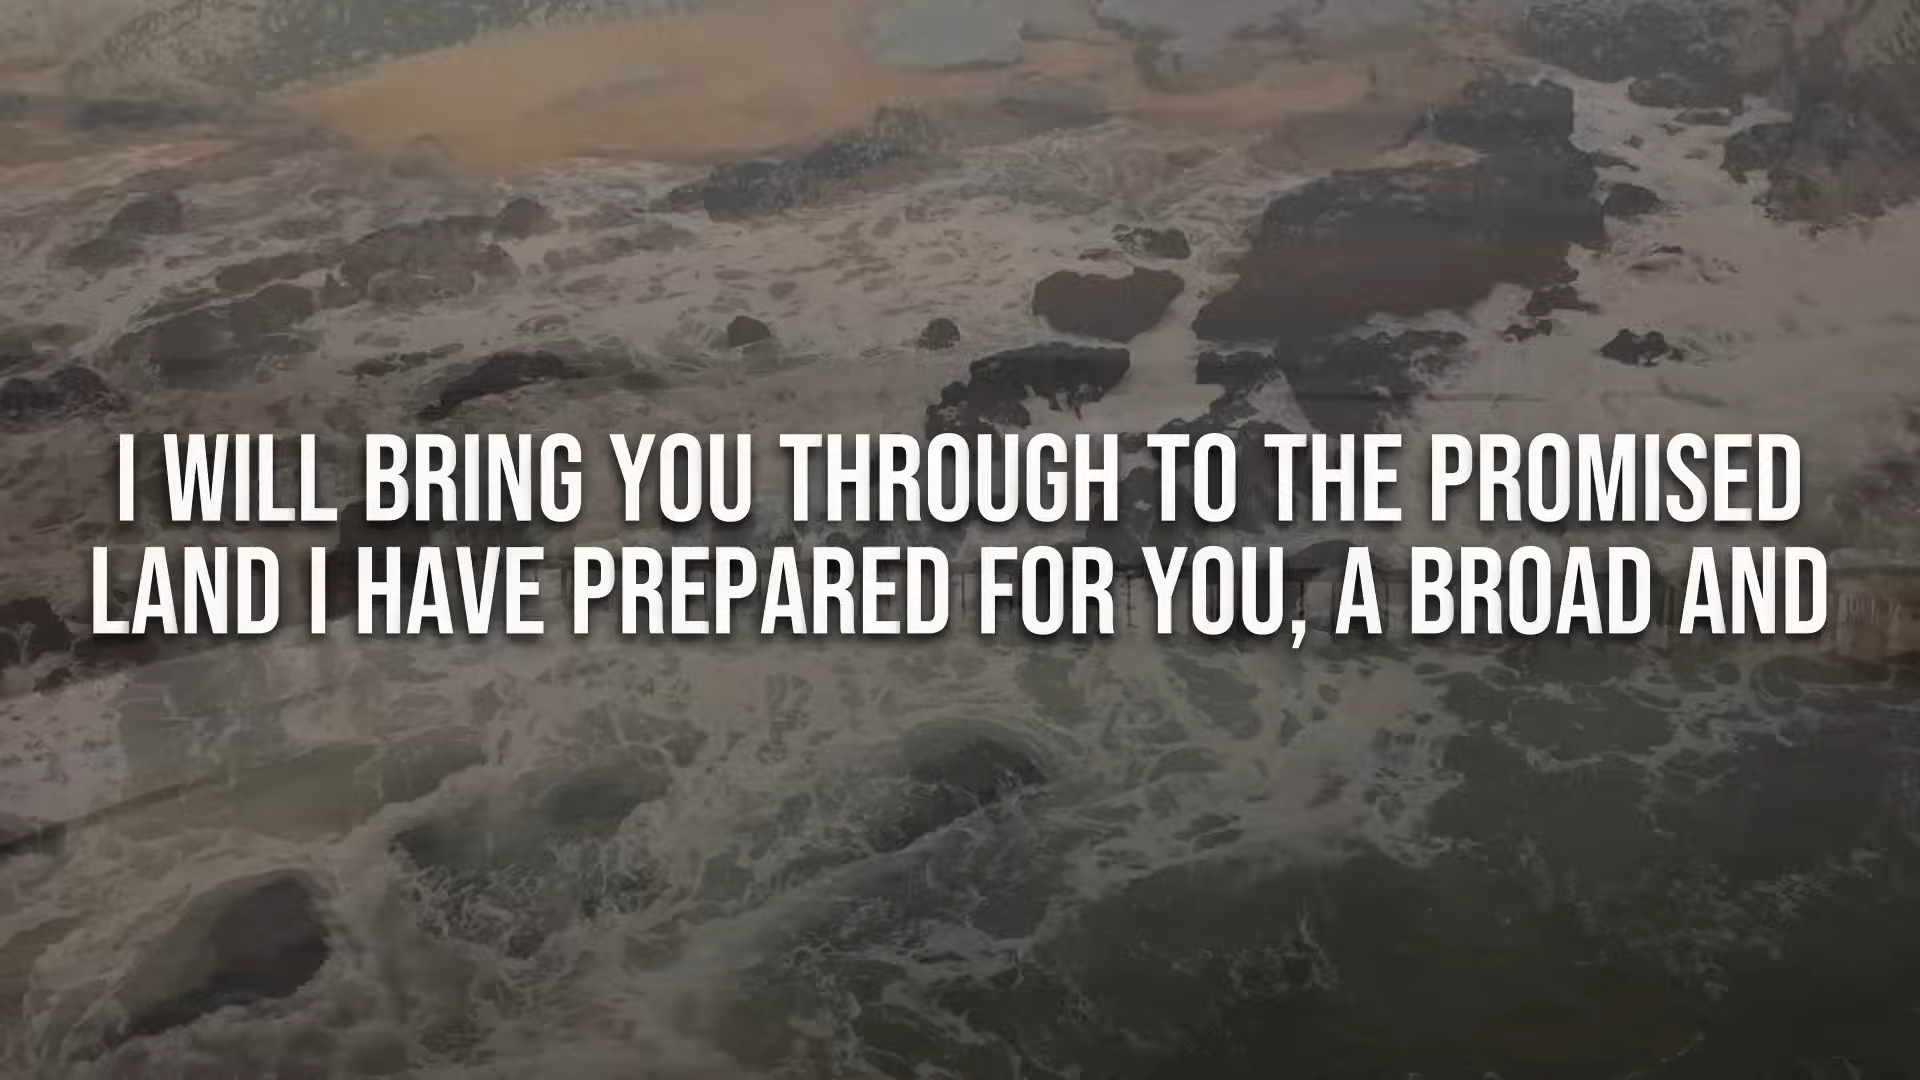 I WILL BRING YOU THROUGH TO THE PROMISED
LAND I HAVE PREPARED FOR YOU, A BROAD AND